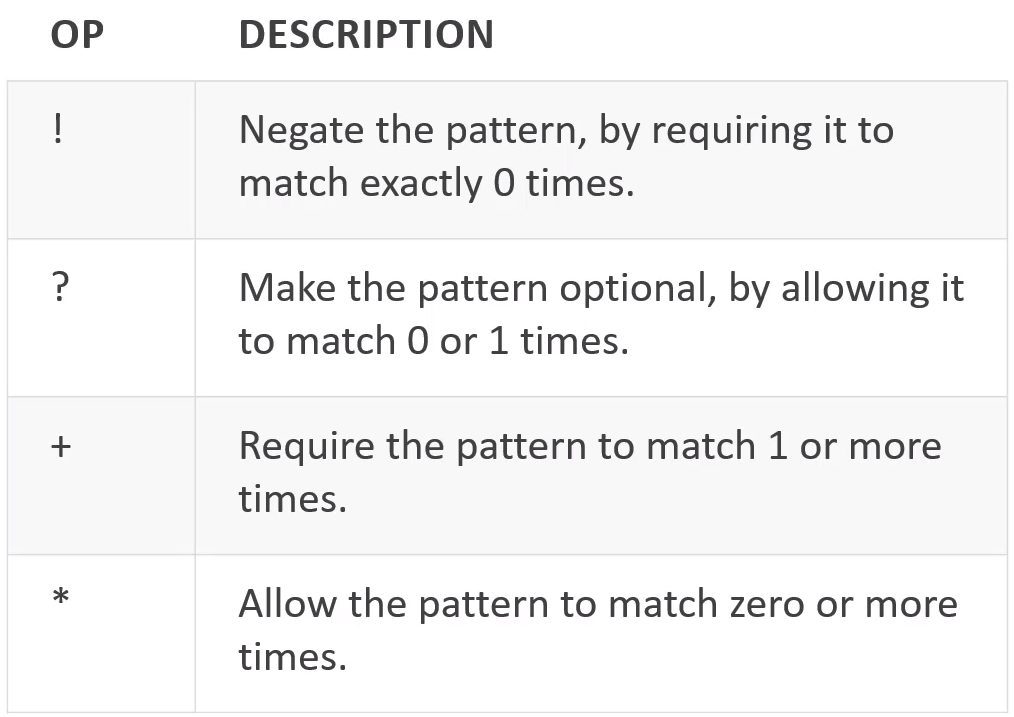 OP DESCRIPTION
! Negate the pattern, by requiring it to
match exactly 0 times.
? Make the pattern optional, by allowing it
to match 0 or 1 times.
+ Require the pattern to match 1 or more
times.
* Allow the pattern to match zero or more
times.